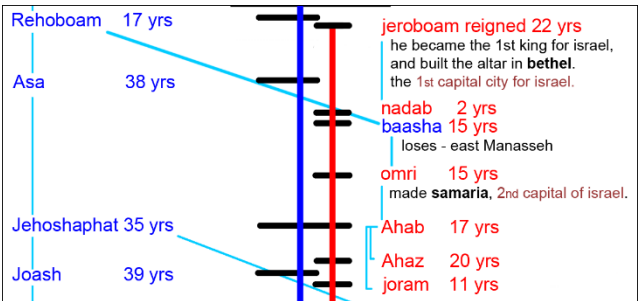 Rehoboam 17 yrs
Asa 38 yrs
Jehoshaphat 35 yrs
Joash 39 yrs
jeroboam reigned 22 yrs
he became the 1st king for israel,
and built the altar in bethel.
the 1st capital city for israel.
nadab 2 yrs
baasha 15 yrs
loses - east Manasseh
omri 15 yrs
made samaria, 2nd capital of israel.
Ahab 17 yrs
Ahaz 20 yrs
joram 11 yrs